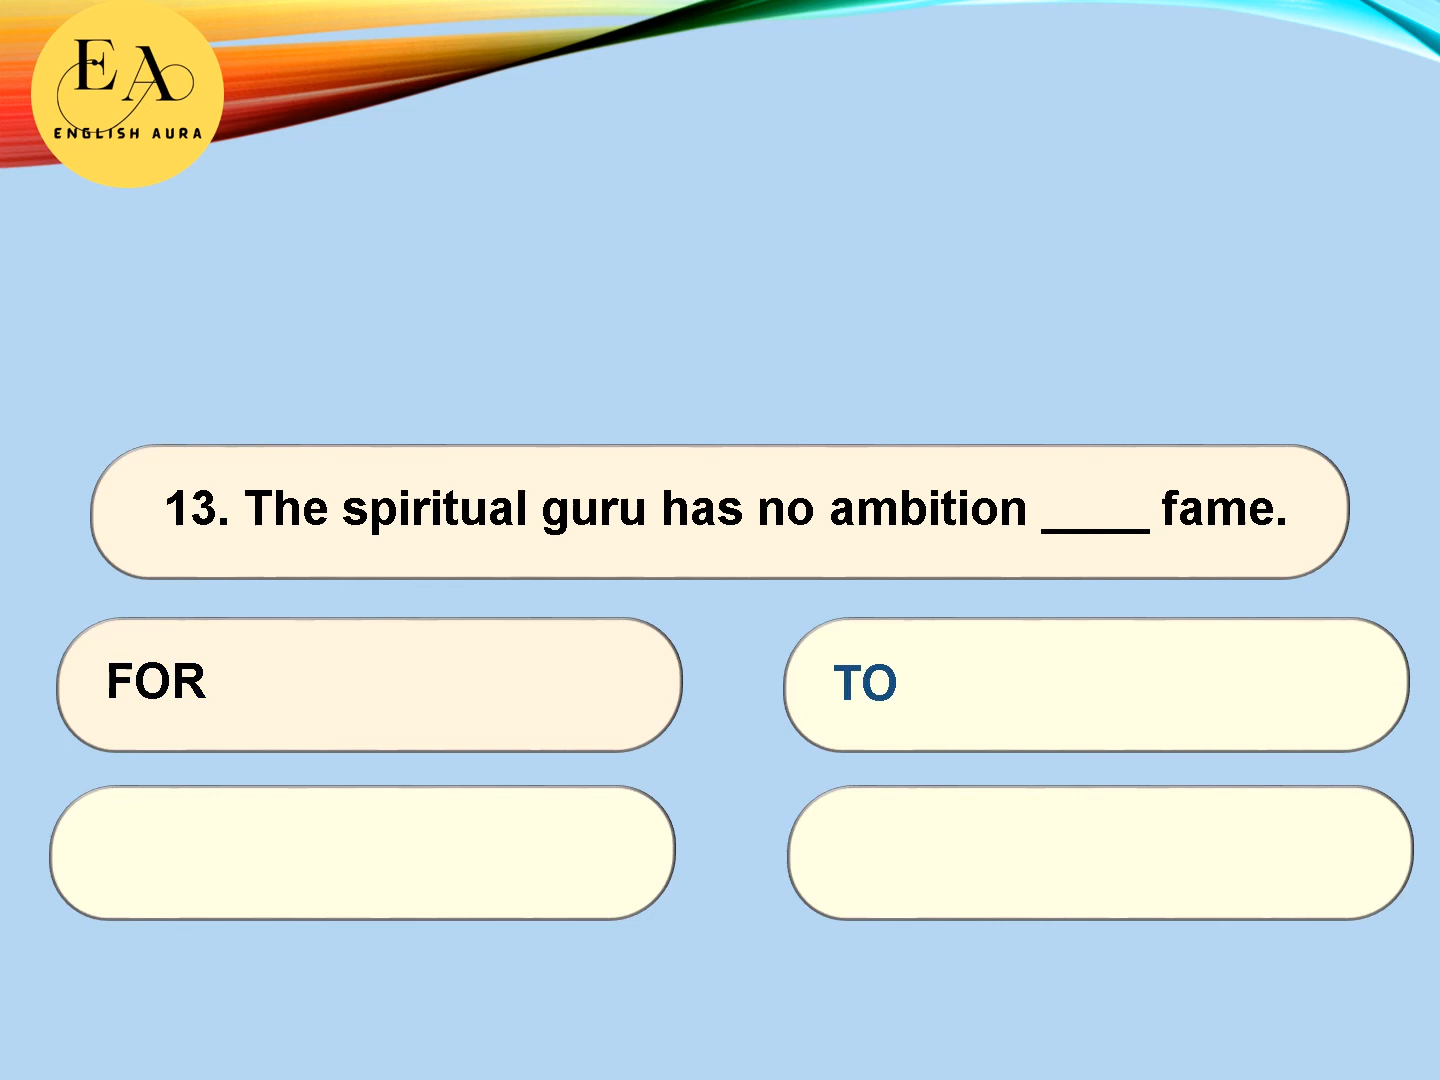 EA
ENGLISH AURA
13. The spiritual guru has no ambition ____ fame.
FOR
TO